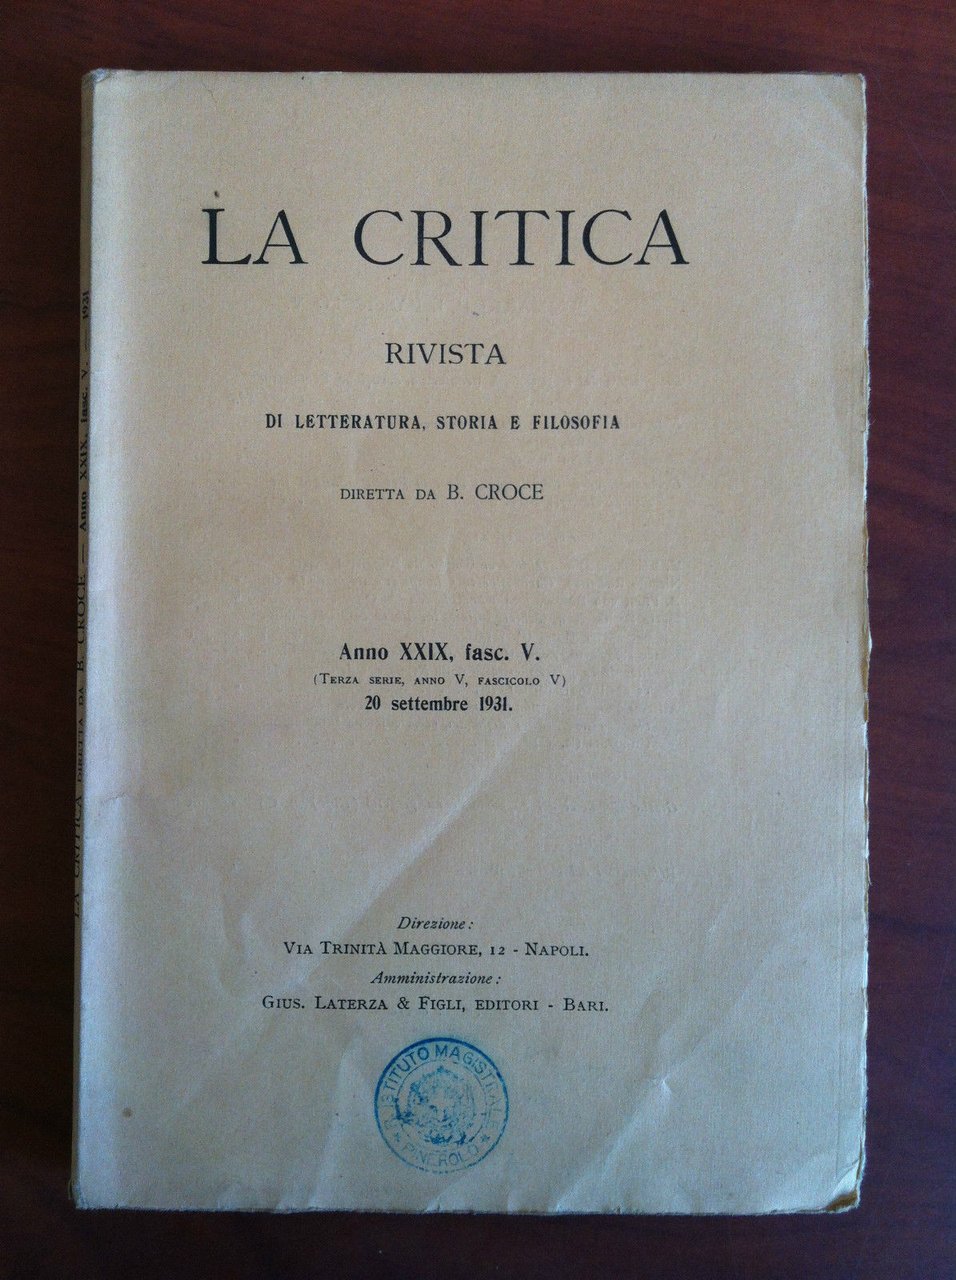 LA CRITICA
RIVISTA
DI LETTERATURA, STORIA E FILOSOFIA
DIRETTA DA B. CROCE
Anno XXIX, fasc. V.
(TERZA SERIE, ANNO V, FASCICOLO V)
20 settembre 1931.
Direzione:
VIA TRINITÀ MAGGIORE, 12 - NAPOLI.
Amministrazione:
GIUS. LATERZA & FIGLI, EDITORI - BARI.
R. ISTITUTO MAGISTRALE
★ PINEROLO ★
LA CRITICA DIRETTA DA B. CROCE — Anno XXIX, fasc. V. — 1931